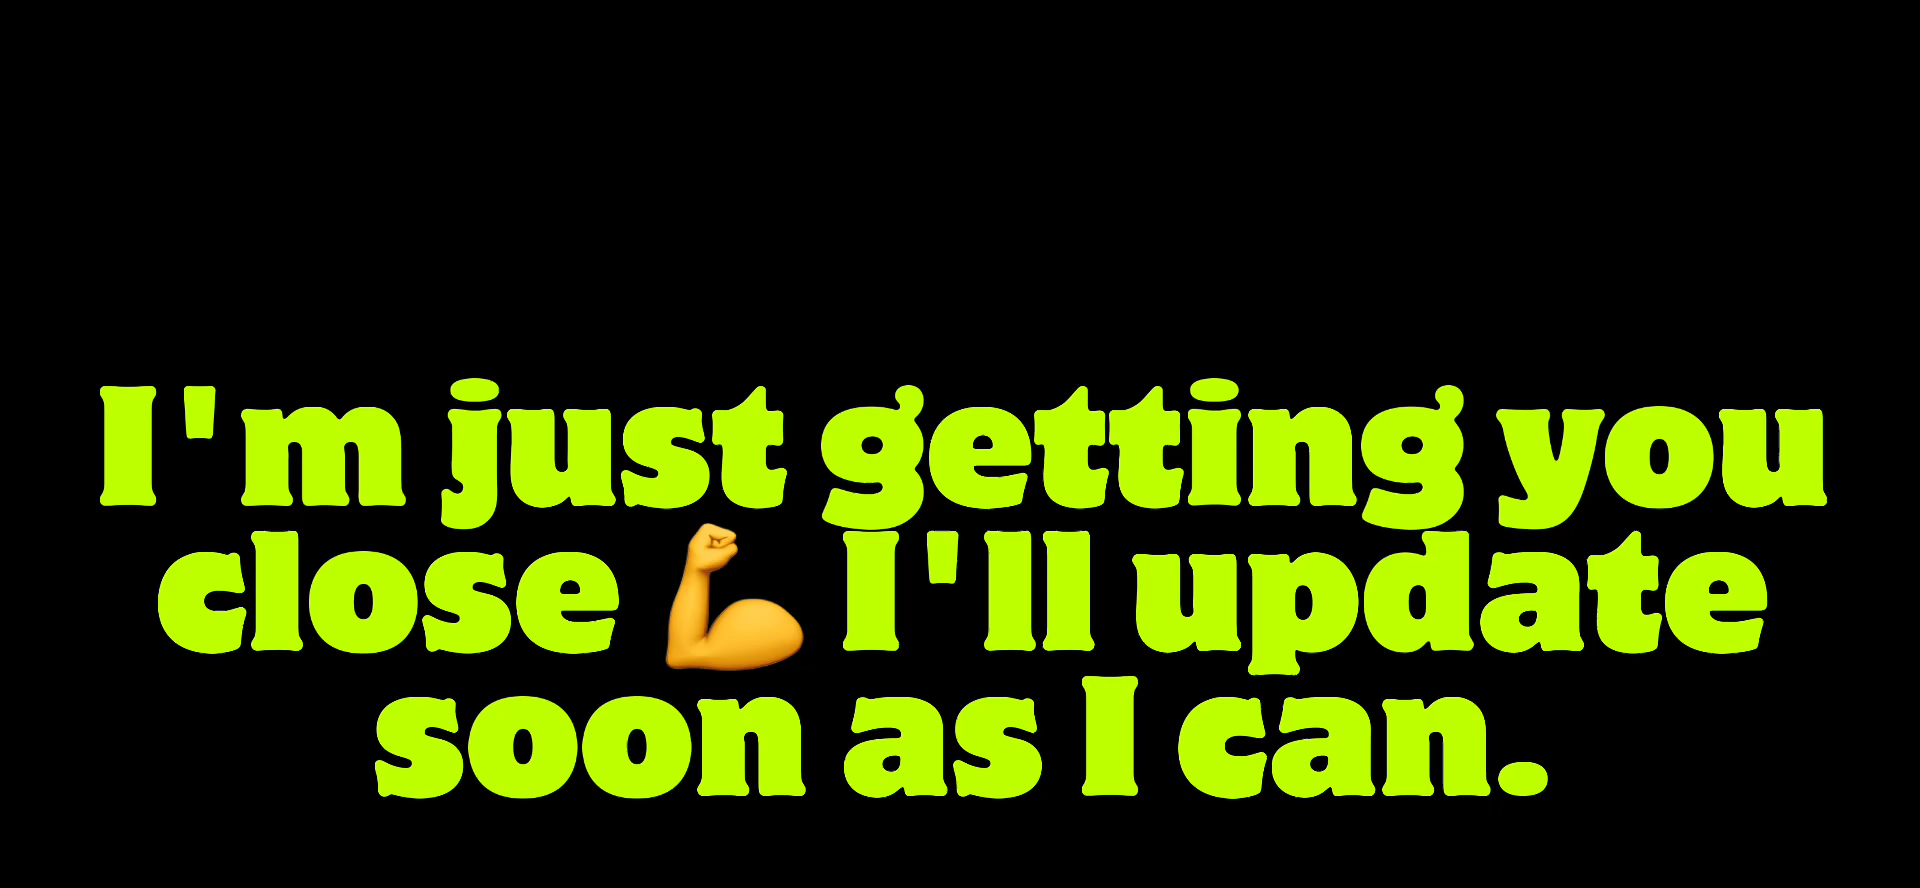 I'm just getting you
close 💪 I'll update
soon as I can.